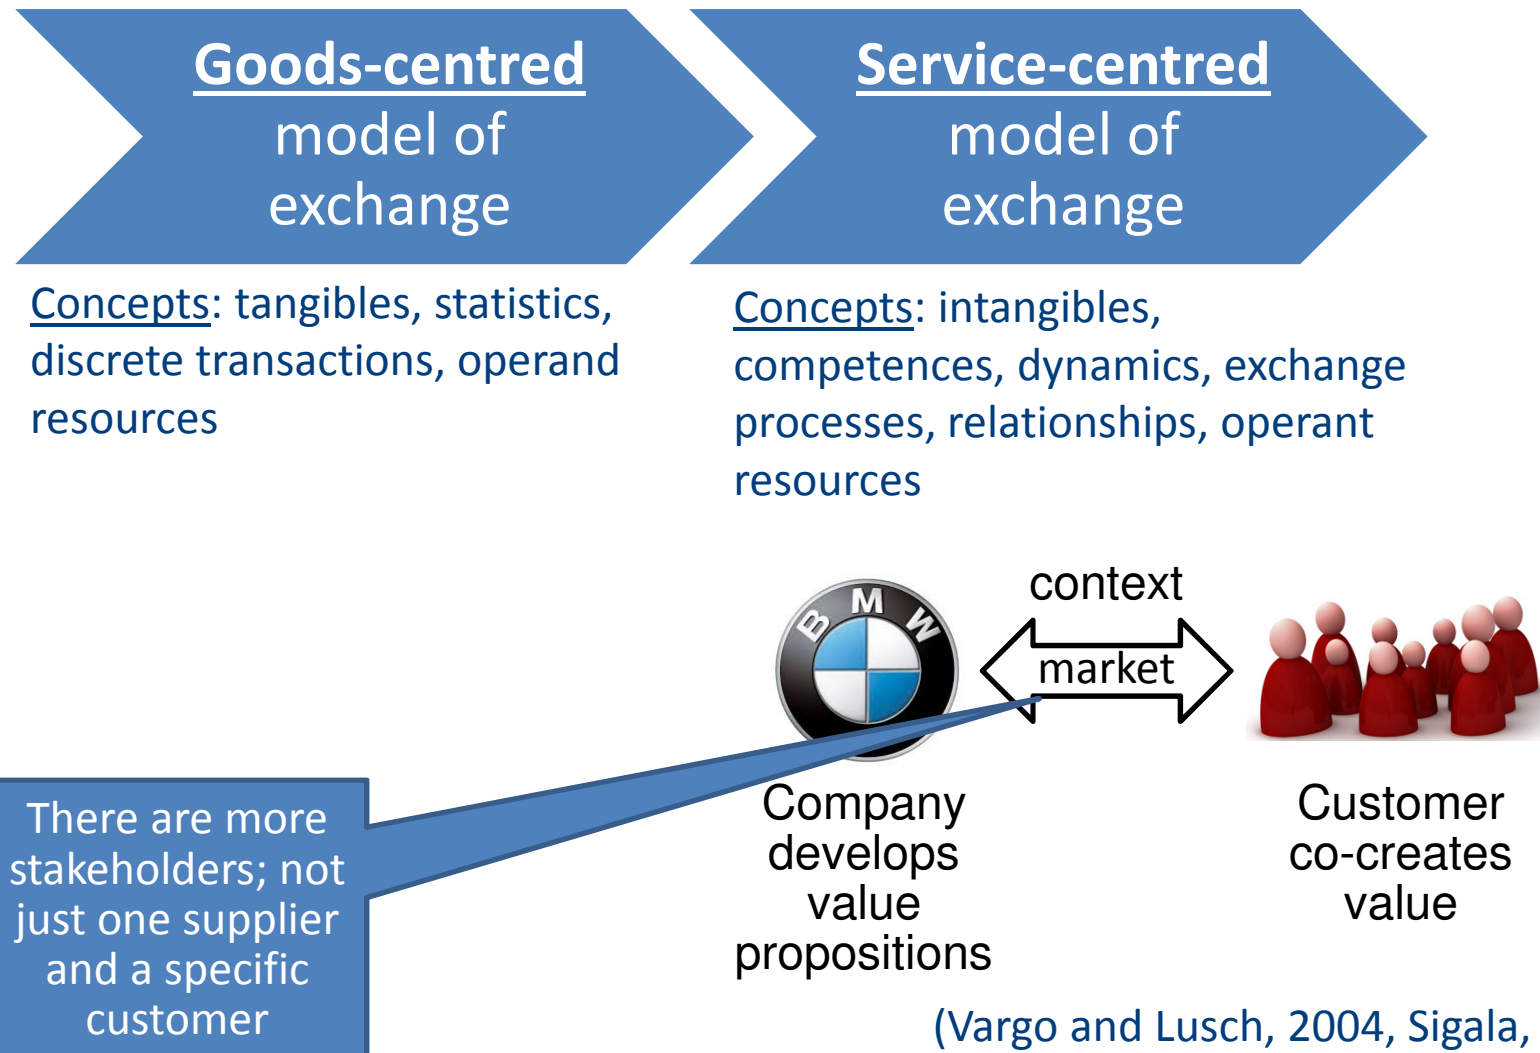 Goods-centred
model of
exchange
Service-centred
model of
exchange
Concepts: tangibles, statistics,
discrete transactions, operand
resources
Concepts: intangibles,
competences, dynamics, exchange
processes, relationships, operant
resources
context
market
BMW
Company
develops
value
propositions
Customer
co-creates
value
There are more
stakeholders; not
just one supplier
and a specific
customer
(Vargo and Lusch, 2004, Sigala,